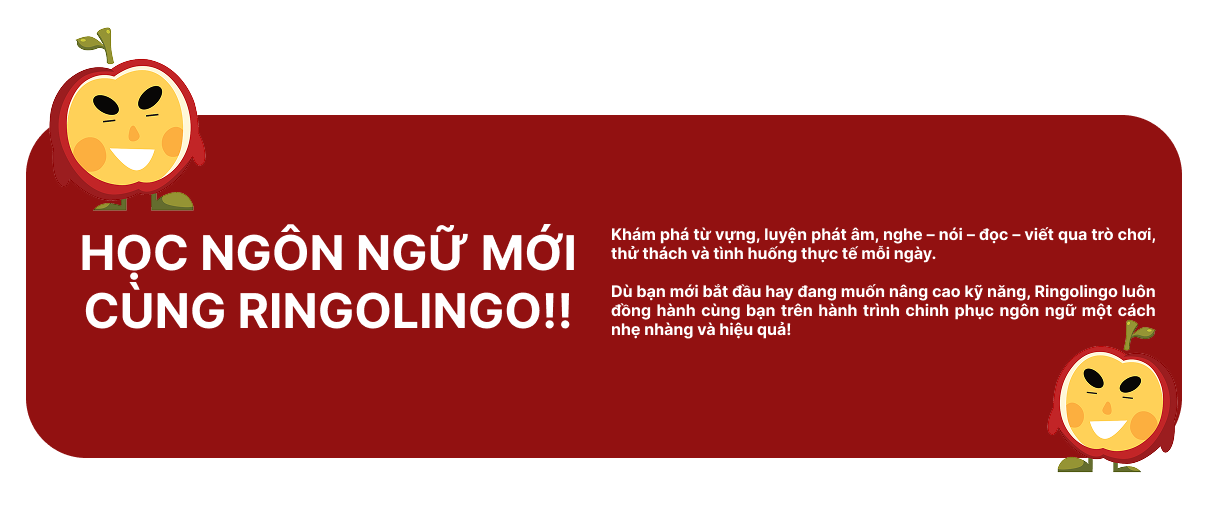 HỌC NGÔN NGỮ MỚI
CÙNG RINGOLINGO!!
Khám phá từ vựng, luyện phát âm, nghe – nói – đọc – viết qua trò chơi,
thử thách và tình huống thực tế mỗi ngày.
Dù bạn mới bắt đầu hay đang muốn nâng cao kỹ năng, Ringolingo luôn
đồng hành cùng bạn trên hành trình chinh phục ngôn ngữ một cách
nhẹ nhàng và hiệu quả!